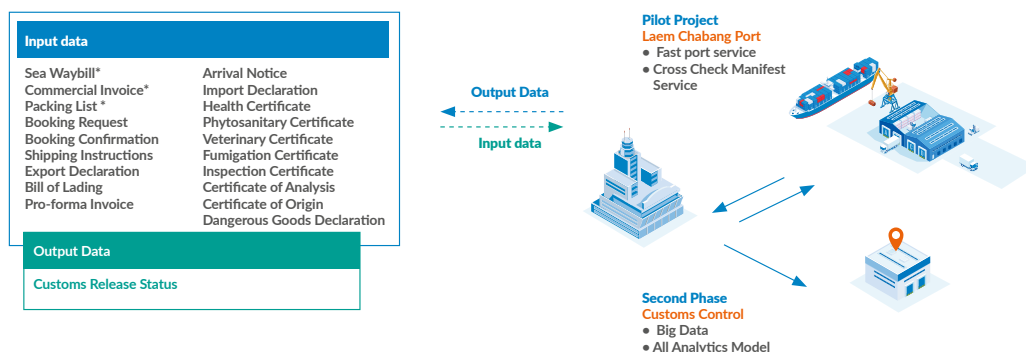 Input data
Sea Waybill*
Commercial Invoice*
Packing List *
Booking Request
Booking Confirmation
Shipping Instructions
Export Declaration
Bill of Lading
Pro-forma Invoice
Arrival Notice
Import Declaration
Health Certificate
Phytosanitary Certificate
Veterinary Certificate
Fumigation Certificate
Inspection Certificate
Certificate of Analysis
Certificate of Origin
Dangerous Goods Declaration
Output Data
Customs Release Status
Output Data
Input data
Pilot Project
Laem Chabang Port
● Fast port service
● Cross Check Manifest
Service
Second Phase
Customs Control
● Big Data
● All Analytics Model